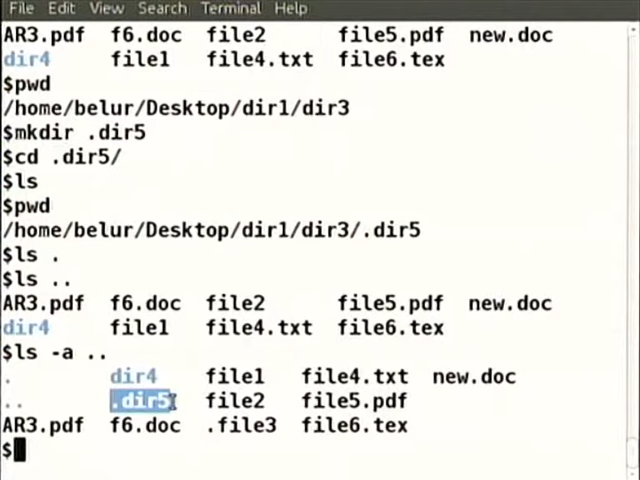 File Edit View Search Terminal Help
AR3.pdf f6.doc file2 file5.pdf new.doc
dir4 file1 file4.txt file6.tex
$pwd
/home/belur/Desktop/dir1/dir3
$mkdir .dir5
$cd .dir5/
$ls
$pwd
/home/belur/Desktop/dir1/dir3/.dir5
$ls .
$ls ..
AR3.pdf f6.doc file2 file5.pdf new.doc
dir4 file1 file4.txt file6.tex
$ls -a ..
. dir4 file1 file4.txt new.doc
.. .dir5 file2 file5.pdf
AR3.pdf f6.doc .file3 file6.tex
$